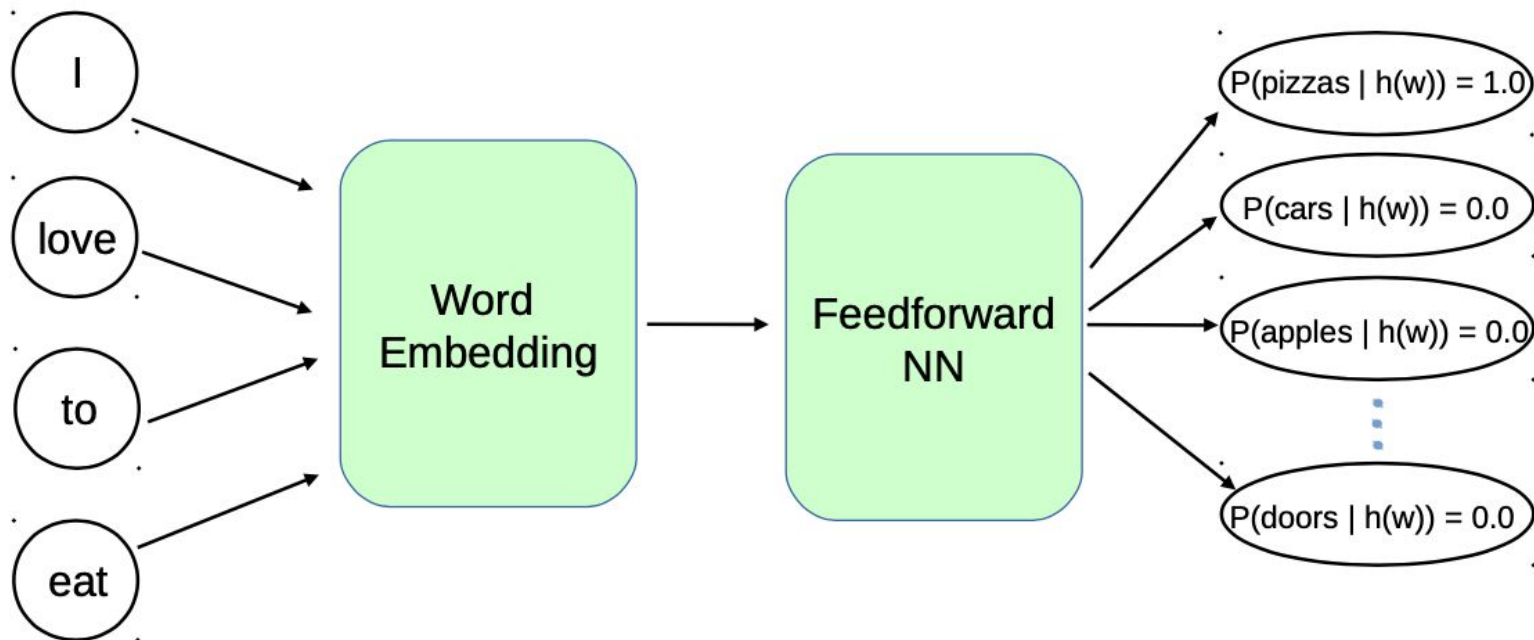 I
love
to
eat
Word
Embedding
Feedforward
NN
P(pizzas | h(w)) = 1.0
P(cars | h(w)) = 0.0
P(apples | h(w)) = 0.0
P(doors | h(w)) = 0.0